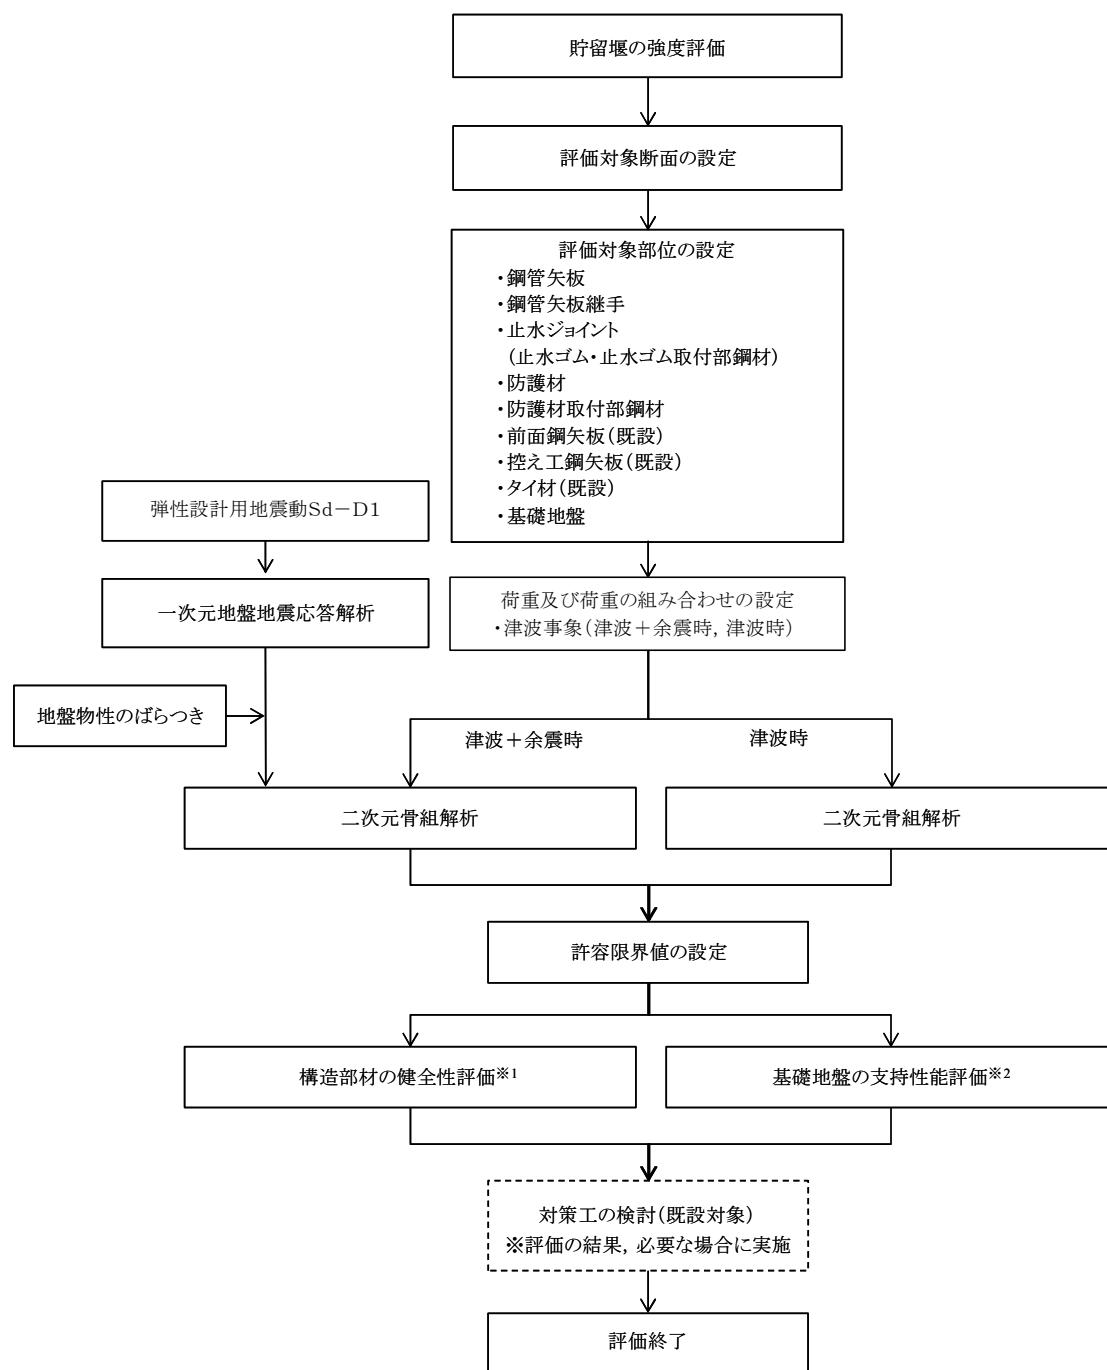 貯留堰の強度評価
評価対象断面の設定
評価対象部位の設定
・鋼管矢板
・鋼管矢板継手
・止水ジョイント
(止水ゴム・止水ゴム取付部鋼材)
・防護材
・防護材取付部鋼材
・前面鋼矢板(既設)
・控え工鋼矢板(既設)
・タイ材(既設)
・基礎地盤
弾性設計用地震動Sd-D1
一次元地盤地震応答解析
荷重及び荷重の組み合わせの設定
・津波事象(津波+余震時, 津波時)
地盤物性のばらつき
津波+余震時
津波時
二次元骨組解析
二次元骨組解析
許容限界値の設定
構造部材の健全性評価※1
基礎地盤の支持性能評価※2
対策工の検討(既設対象)
※評価の結果, 必要な場合に実施
評価終了